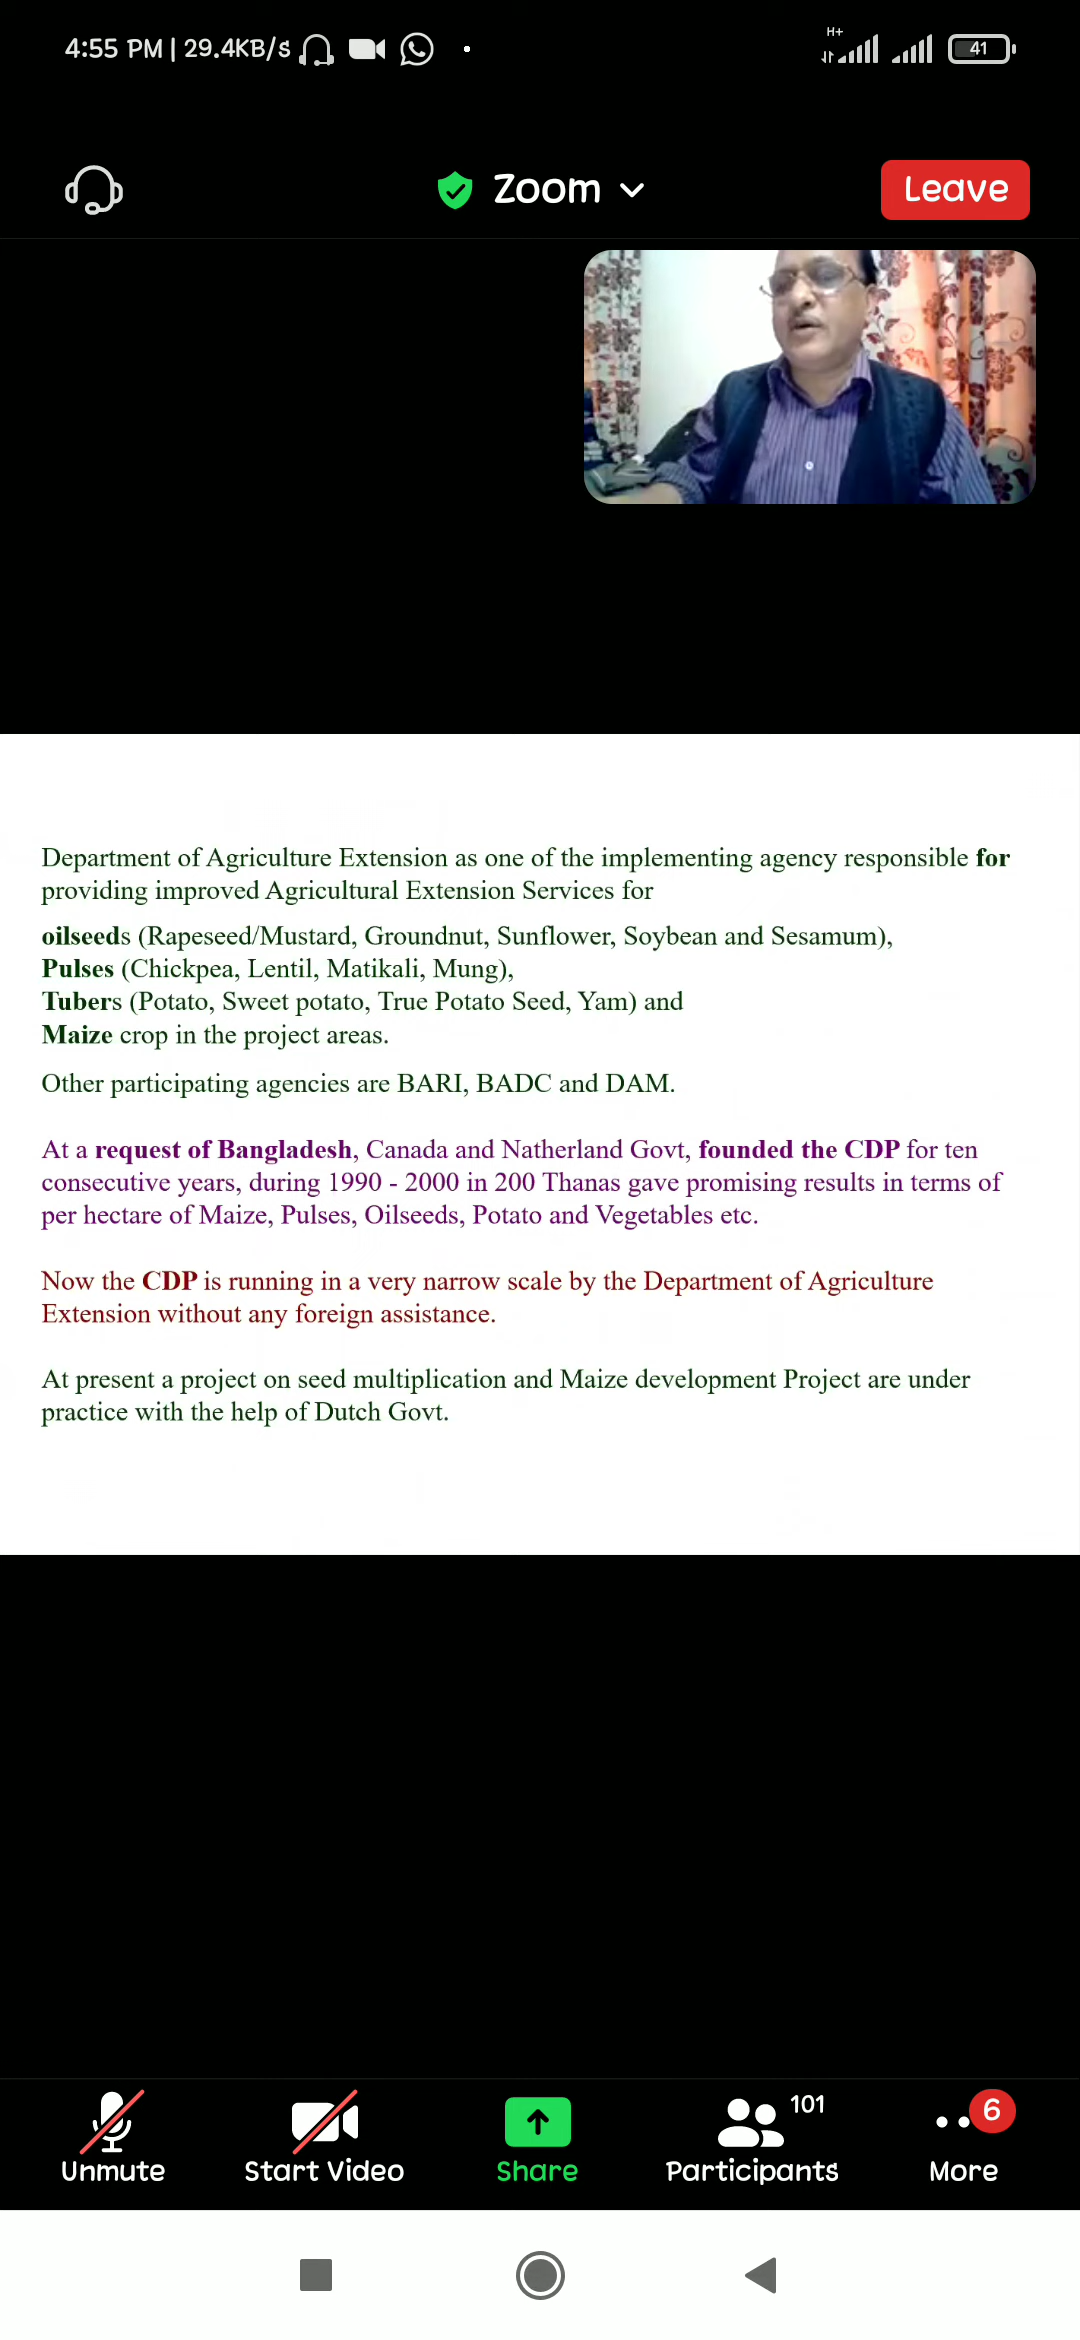 4:55 PM | 29.4KB/s
H+
41
Zoom
Leave
Department of Agriculture Extension as one of the implementing agency responsible for
providing improved Agricultural Extension Services for
oilseeds (Rapeseed/Mustard, Groundnut, Sunflower, Soybean and Sesamum),
Pulses (Chickpea, Lentil, Matikali, Mung),
Tubers (Potato, Sweet potato, True Potato Seed, Yam) and
Maize crop in the project areas.
Other participating agencies are BARI, BADC and DAM.
At a request of Bangladesh, Canada and Natherland Govt, founded the CDP for ten
consecutive years, during 1990 - 2000 in 200 Thanas gave promising results in terms of
per hectare of Maize, Pulses, Oilseeds, Potato and Vegetables etc.
Now the CDP is running in a very narrow scale by the Department of Agriculture
Extension without any foreign assistance.
At present a project on seed multiplication and Maize development Project are under
practice with the help of Dutch Govt.
101
6
Unmute
Start Video
Share
Participants
More